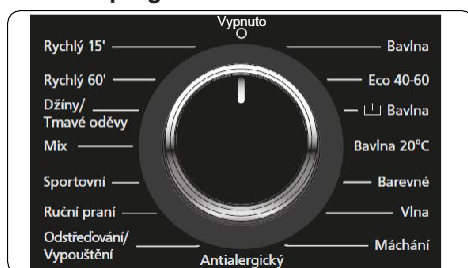 Vypnuto
Rychlý 15'
Rychlý 60'
Džíny/
Tmavé oděvy
Mix
Sportovní
Ruční praní
Odstřeďování/
Vypouštění
Antialergický
Bavlna
Eco 40-60
Bavlna
Bavlna 20°C
Barevné
Vlna
Máchání